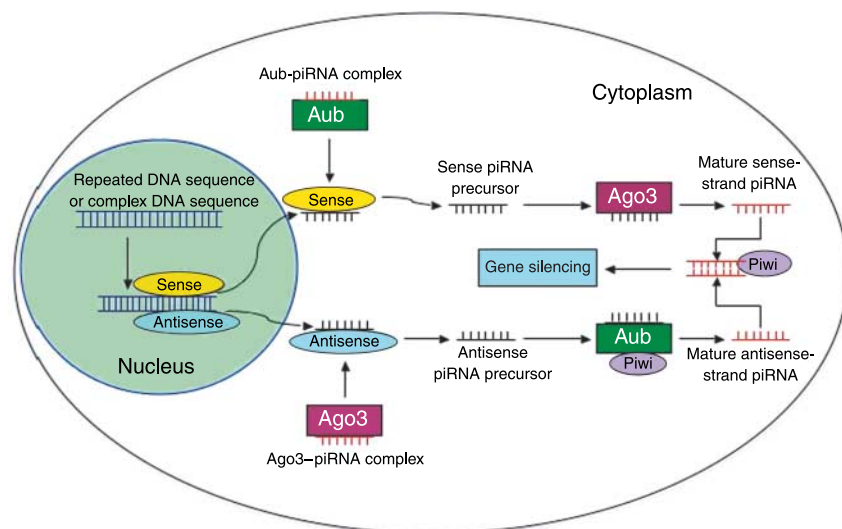 Aub-piRNA complex
Aub
Cytoplasm
Repeated DNA sequence
or complex DNA sequence
Sense
Sense piRNA
precursor
Ago3
Mature sense-
strand piRNA
Gene silencing
Piwi
Sense
Antisense
Nucleus
Antisense
Antisense
piRNA precursor
Aub
Piwi
Mature antisense-
strand piRNA
Ago3
Ago3–piRNA complex